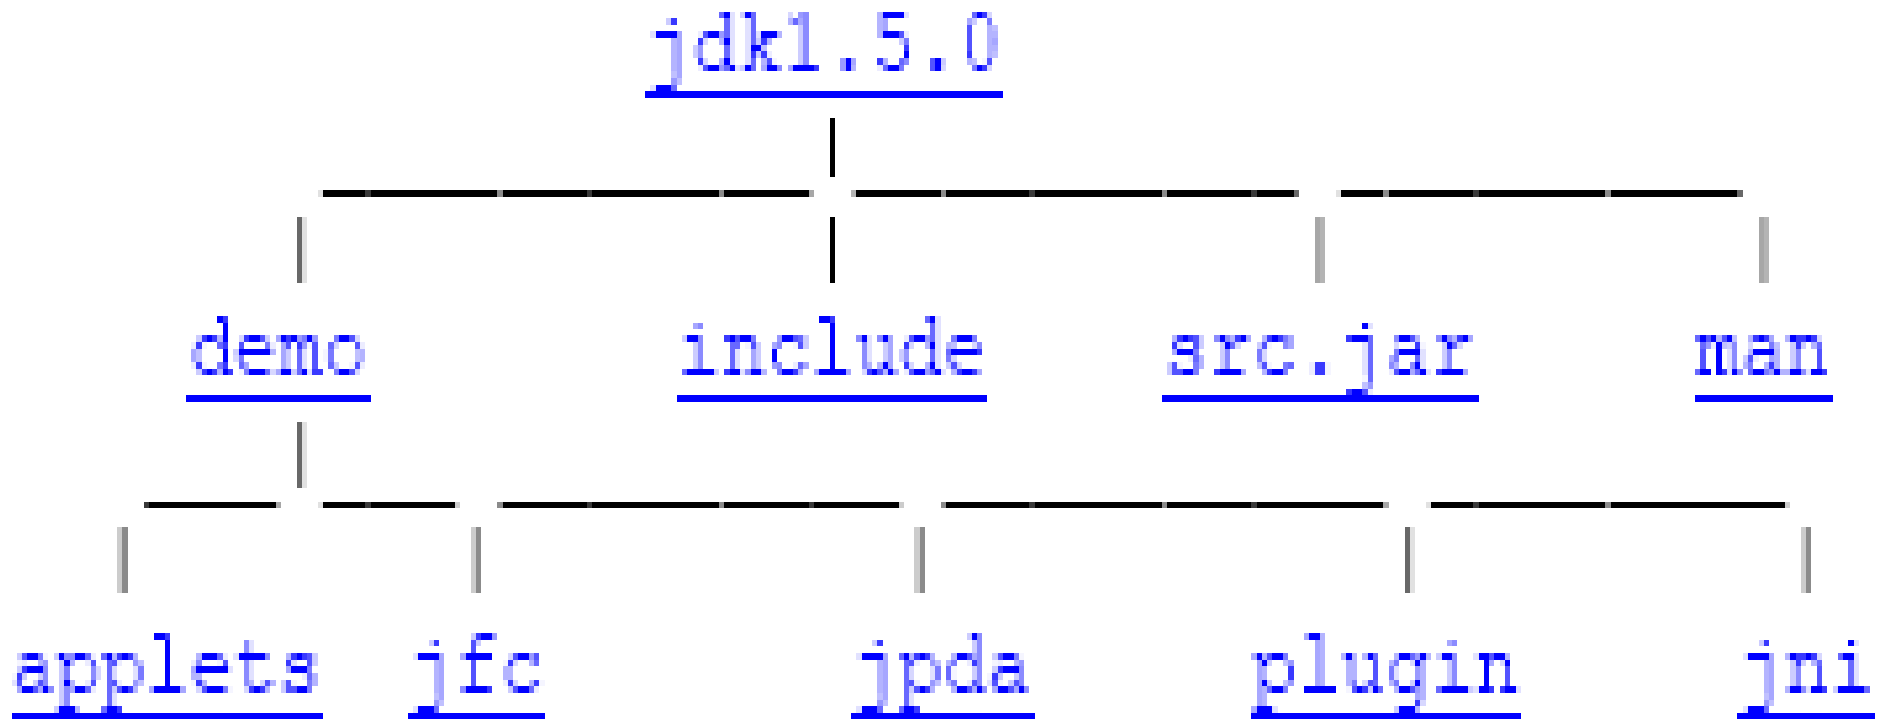 jdk1.5.0
demo include src.jar man
applets jfc jpda plugin jni